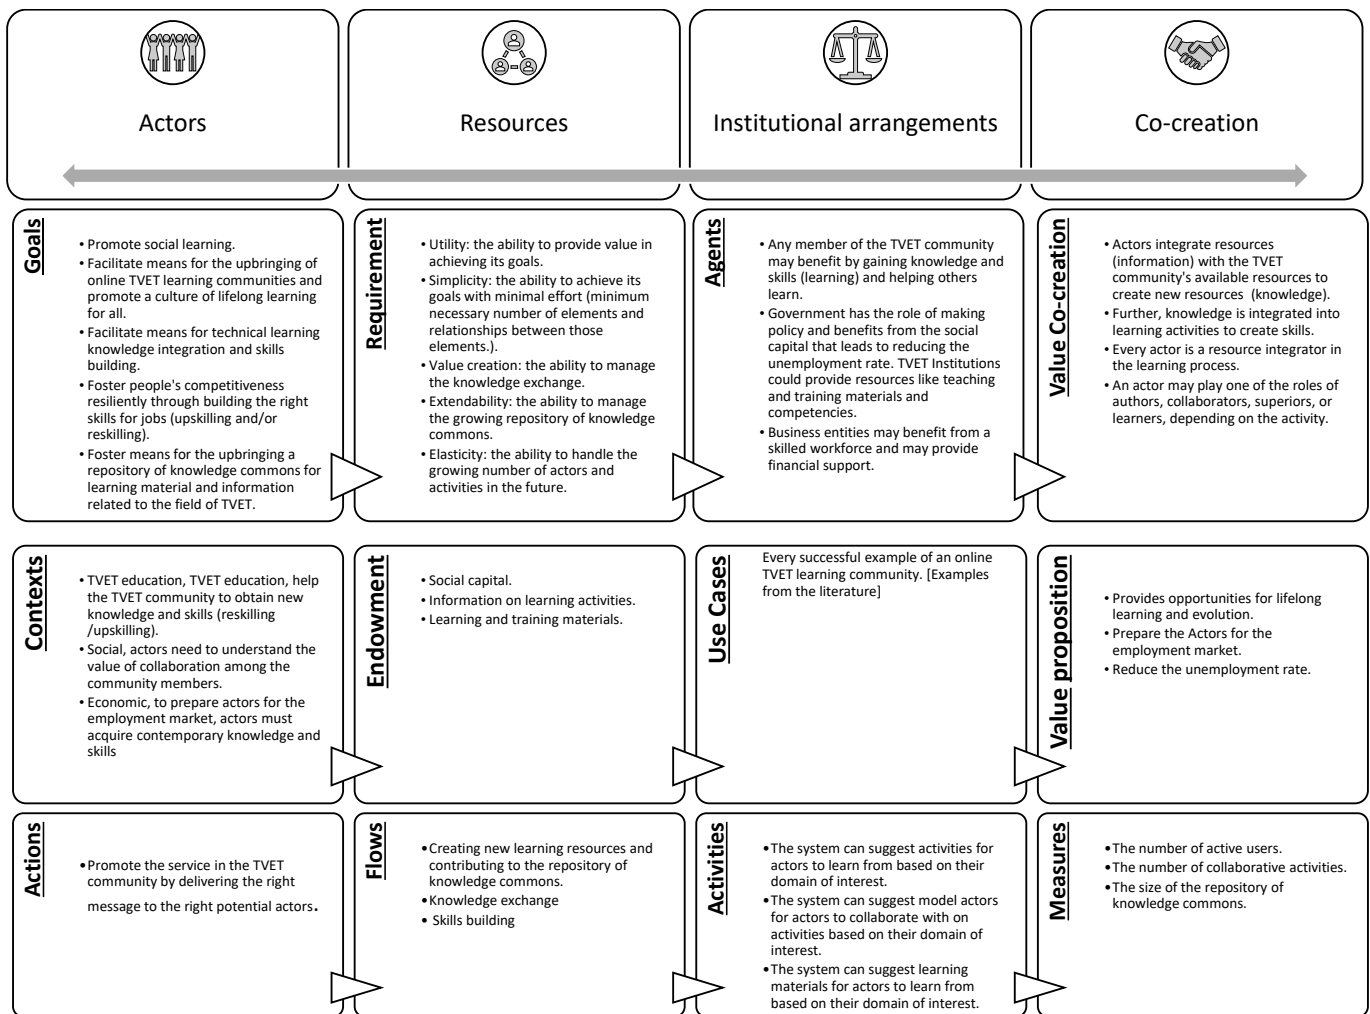 Actors
Resources
Institutional arrangements
Co-creation
Goals
• Promote social learning.
• Facilitate means for the upbringing of
online TVET learning communities and
promote a culture of lifelong learning
for all.
• Facilitate means for technical learning
knowledge integration and skills
building.
• Foster people's competitiveness
resiliently through building the right
skills for jobs (upskilling and/or
reskilling).
• Foster means for the upbringing a
repository of knowledge commons for
learning material and information
related to the field of TVET.
Requirement
• Utility: the ability to provide value in
achieving its goals.
• Simplicity: the ability to achieve its
goals with minimal effort (minimum
necessary number of elements and
relationships between those
elements.).
• Value creation: the ability to manage
the knowledge exchange.
• Extendability: the ability to manage
the growing repository of knowledge
commons.
• Elasticity: the ability to handle the
growing number of actors and
activities in the future.
Agents
• Any member of the TVET community
may benefit by gaining knowledge and
skills (learning) and helping others
learn.
• Government has the role of making
policy and benefits from the social
capital that leads to reducing the
unemployment rate. TVET Institutions
could provide resources like teaching
and training materials and
competencies.
• Business entities may benefit from a
skilled workforce and may provide
financial support.
Value Co-creation
• Actors integrate resources
(information) with the TVET
community's available resources to
create new resources (knowledge).
• Further, knowledge is integrated into
learning activities to create skills.
• Every actor is a resource integrator in
the learning process.
• An actor may play one of the roles of
authors, collaborators, superiors, or
learners, depending on the activity.
Contexts
• TVET education, TVET education, help
the TVET community to obtain new
knowledge and skills (reskilling
/upskilling).
• Social, actors need to understand the
value of collaboration among the
community members.
• Economic, to prepare actors for the
employment market, actors must
acquire contemporary knowledge and
skills
Endowment
• Social capital.
• Information on learning activities.
• Learning and training materials.
Use Cases
Every successful example of an online
TVET learning community. [Examples
from the literature]
Value proposition
• Provides opportunities for lifelong
learning and evolution.
• Prepare the Actors for the
employment market.
• Reduce the unemployment rate.
Actions
•Promote the service in the TVET
community by delivering the right
message to the right potential actors.
Flows
•Creating new learning resources and
contributing to the repository of
knowledge commons.
•Knowledge exchange
• Skills building
Activities
•The system can suggest activities for
actors to learn from based on their
domain of interest.
•The system can suggest model actors
for actors to collaborate with on
activities based on their domain of
interest.
•The system can suggest learning
materials for actors to learn from
based on their domain of interest.
Measures
•The number of active users.
•The number of collaborative activities.
•The size of the repository of
knowledge commons.